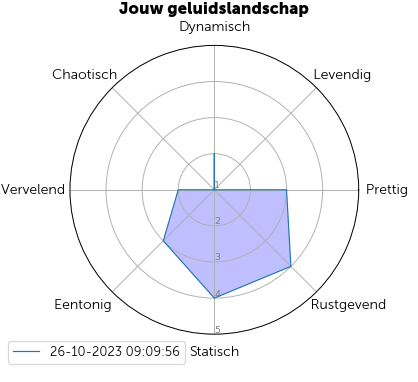 Jouw geluidslandschap
Dynamisch
Chaotisch
Levendig
Vervelend
1
Prettig
2
3
4
Eentonig
Rustgevend
5
26-10-2023 09:09:56
Statisch